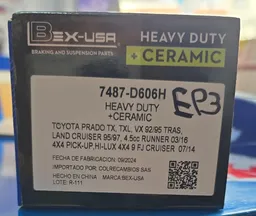 BEX-USA®
BRAKING AND SUSPENSION PARTS
HEAVY DUTY
+ CERAMIC
7487-D606H
HEAVY DUTY
+CERAMIC
EP3
TOYOTA PRADO TX, TXL, VX 92/95 TRAS,
LAND CRUISER 95/97, 4.5cc RUNNER 03/16
4X4 PICK-UP,HI-LUX 4X4 9 FJ CRUISER 07/14
FECHA DE FABRICACION: 09/2024
IMPORTADO POR COLRECAMBIOS SAS
HECHO EN CHINA MARCA:BEX-USA
LOTE: R-111